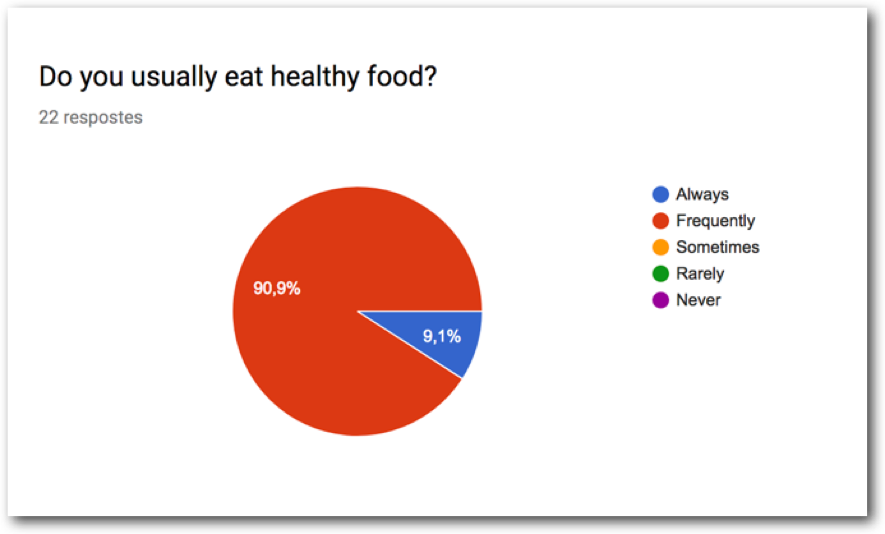 Do you usually eat healthy food?
22 respostes
Always
Frequently
Sometimes
Rarely
Never
90,9%
9,1%